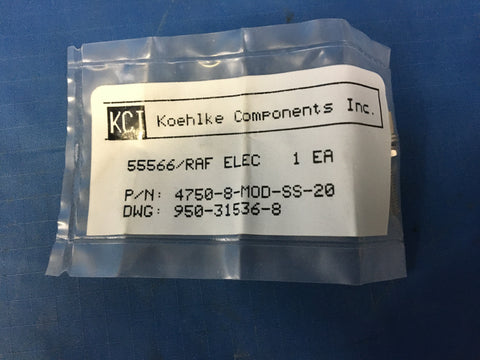 KCI Koehlke Components Inc.
55566/RAF ELEC 1 EA
P/N: 4750-8-MOD-SS-20
DWG: 950-31536-8